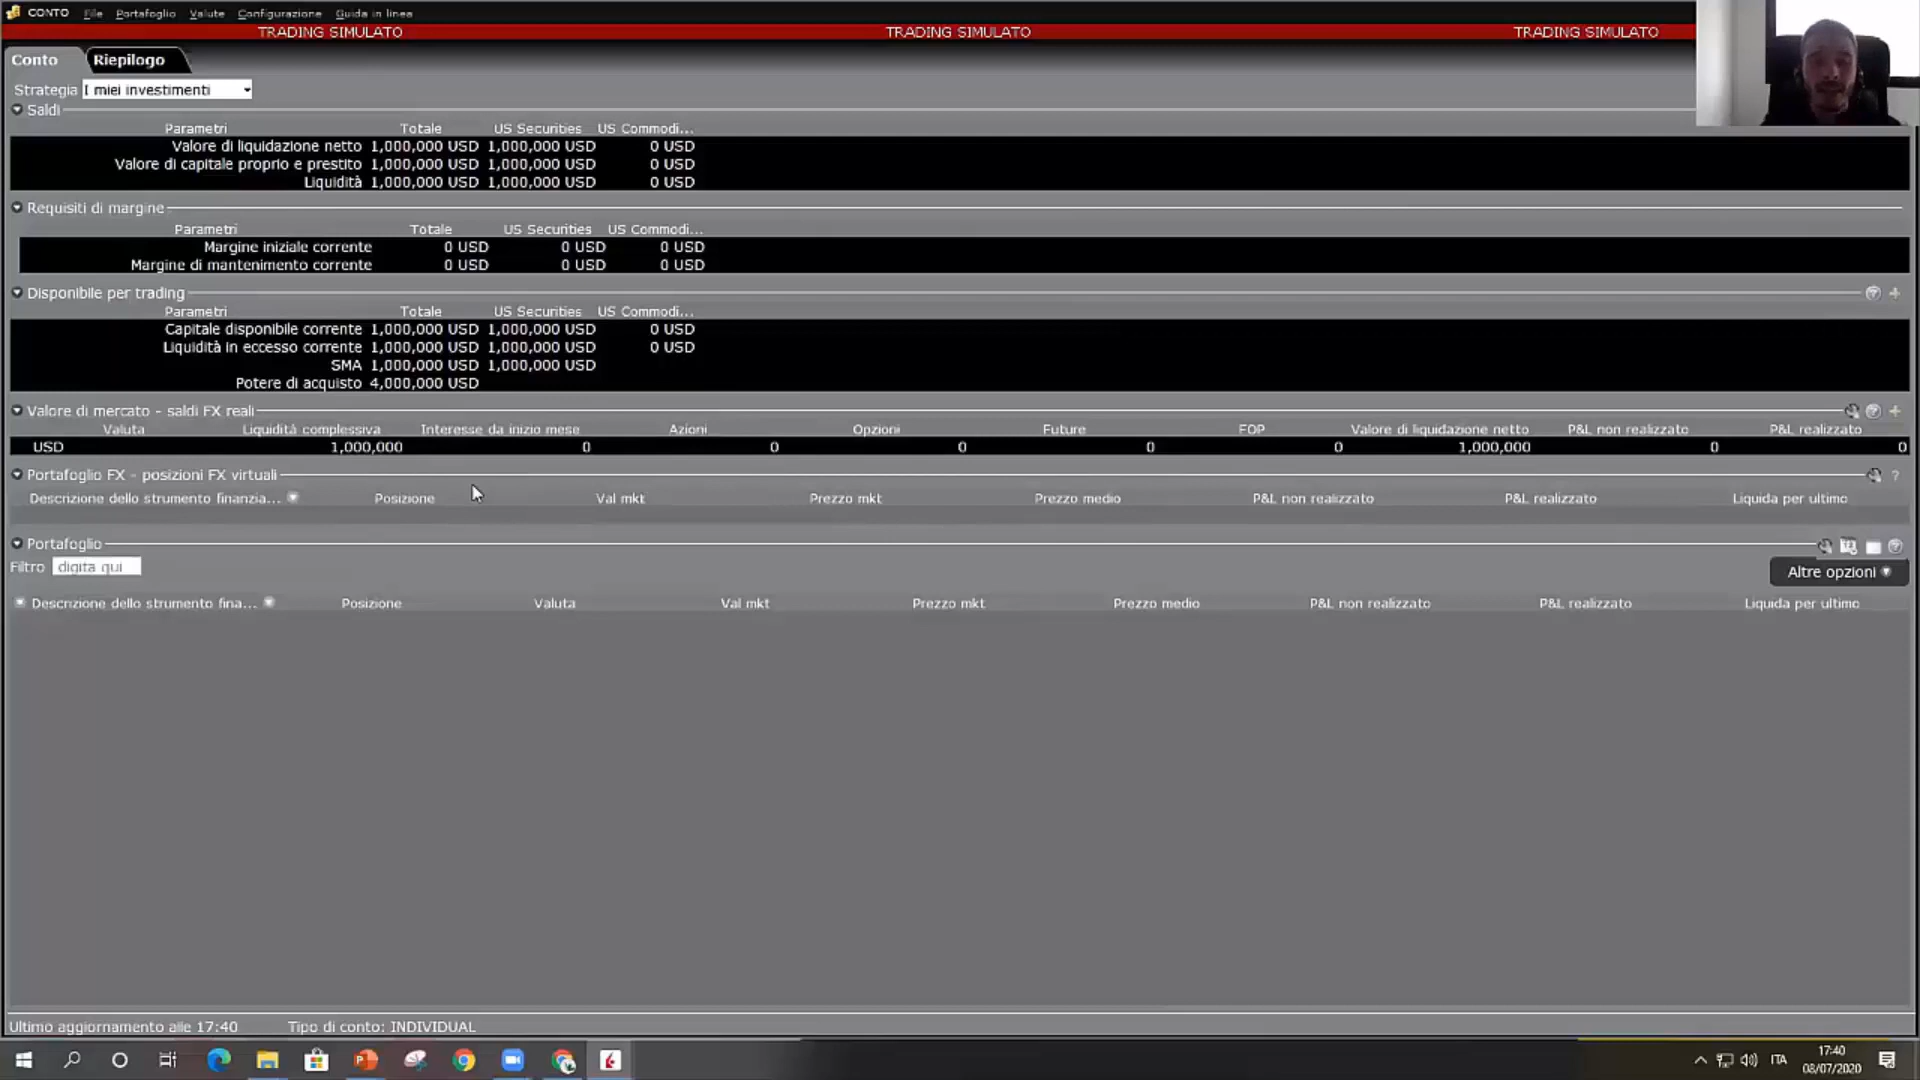 CONTO File Portafoglio Valute Configurazione Guida in linea
TRADING SIMULATO TRADING SIMULATO TRADING SIMULATO
Conto Riepilogo
Strategia I miei investimenti
Saldi
Parametri Totale US Securities US Commodi...
Valore di liquidazione netto 1,000,000 USD 1,000,000 USD 0 USD
Valore di capitale proprio e prestito 1,000,000 USD 1,000,000 USD 0 USD
Liquidità 1,000,000 USD 1,000,000 USD 0 USD
Requisiti di margine
Parametri Totale US Securities US Commodi...
Margine iniziale corrente 0 USD 0 USD 0 USD
Margine di mantenimento corrente 0 USD 0 USD 0 USD
Disponibile per trading
Parametri Totale US Securities US Commodi...
Capitale disponibile corrente 1,000,000 USD 1,000,000 USD 0 USD
Liquidità in eccesso corrente 1,000,000 USD 1,000,000 USD 0 USD
SMA 1,000,000 USD 1,000,000 USD
Potere di acquisto 4,000,000 USD
Valore di mercato - saldi FX reali
Valuta Liquidità complessiva Interesse da inizio mese Azioni Opzioni Future FOP Valore di liquidazione netto P&L non realizzato P&L realizzato
USD 1,000,000 0 0 0 0 0 1,000,000 0 0
Portafoglio FX - posizioni FX virtuali
Descrizione dello strumento finanzia... Posizione Val mkt Prezzo mkt Prezzo medio P&L non realizzato P&L realizzato Liquida per ultimo
Portafoglio
Filtro digita qui
Altre opzioni
Descrizione dello strumento fina... Posizione Valuta Val mkt Prezzo mkt Prezzo medio P&L non realizzato P&L realizzato Liquida per ultimo
Ultimo aggiornamento alle 17:40 Tipo di conto: INDIVIDUAL
ITA 17:40
08/07/2020